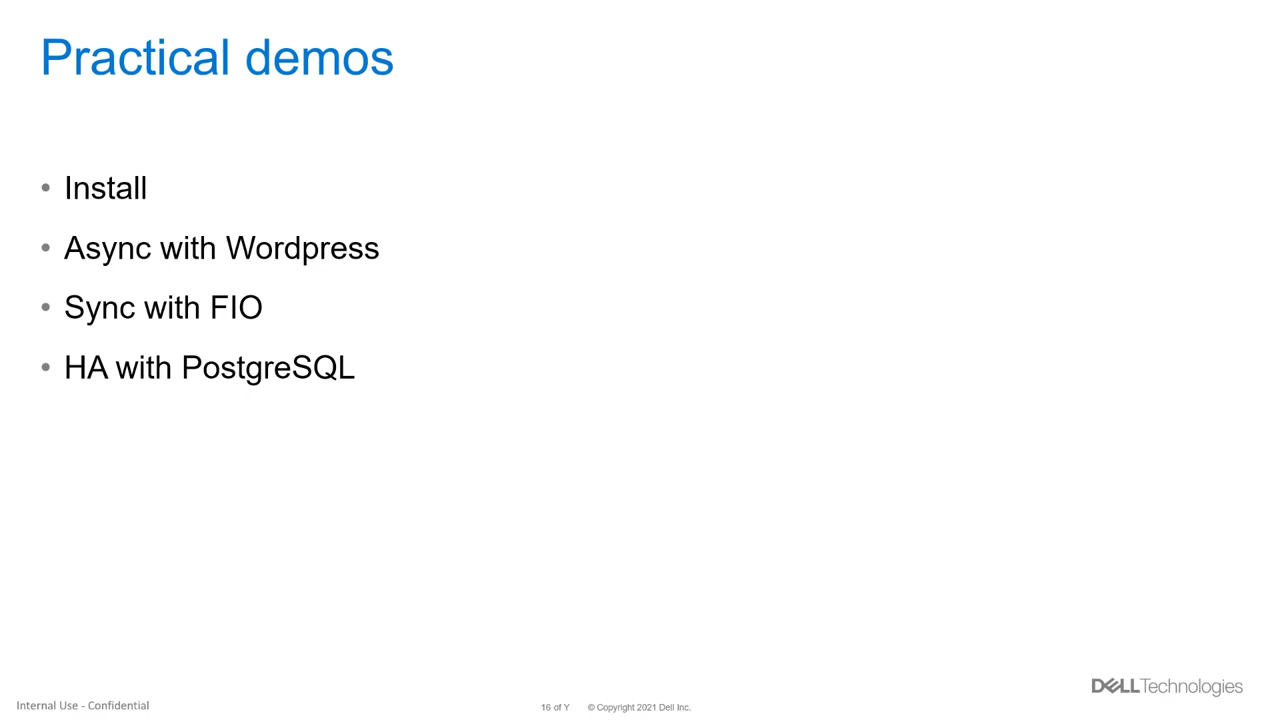 Practical demos
• Install
• Async with Wordpress
• Sync with FIO
• HA with PostgreSQL
DELLTechnologies
Internal Use - Confidential
16 of Y © Copyright 2021 Dell Inc.